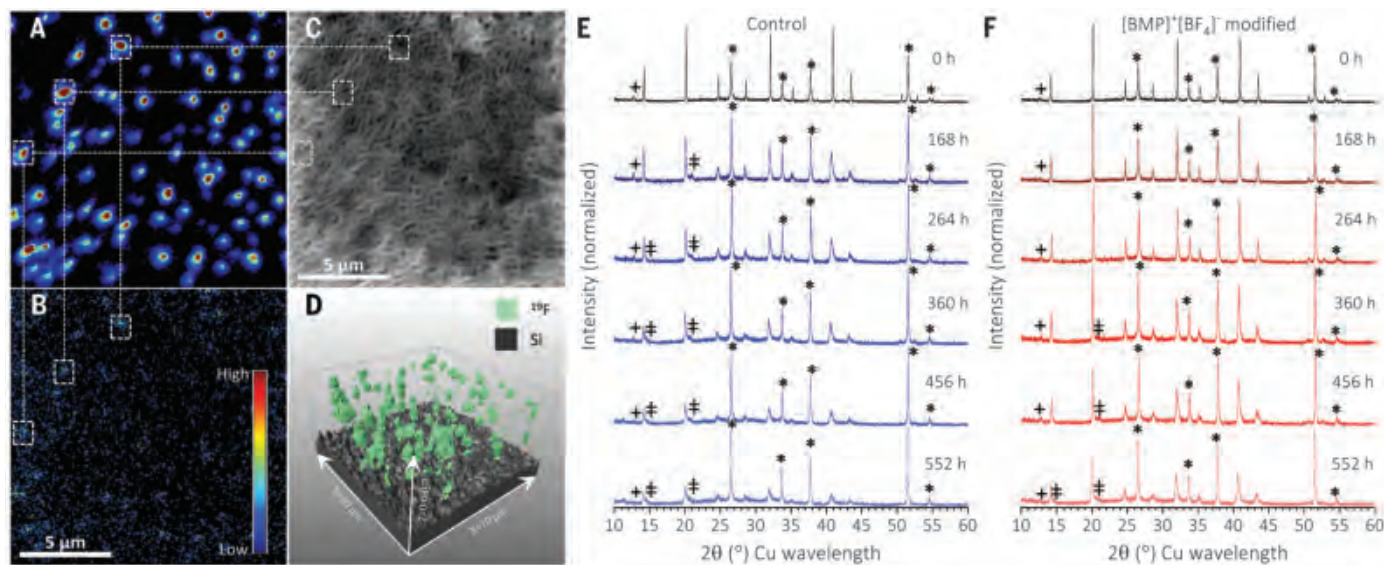 A
B
High
Low
5 μm
C
5 μm
D
¹⁹F
Si
E
Control
0 h
168 h
264 h
360 h
456 h
552 h
Intensity (normalized)
10 15 20 25 30 35 40 45 50 55 60
2θ (°) Cu wavelength
F
[BMP]⁺[BF₄]⁻ modified
0 h
168 h
264 h
360 h
456 h
552 h
Intensity (normalized)
10 15 20 25 30 35 40 45 50 55 60
2θ (°) Cu wavelength